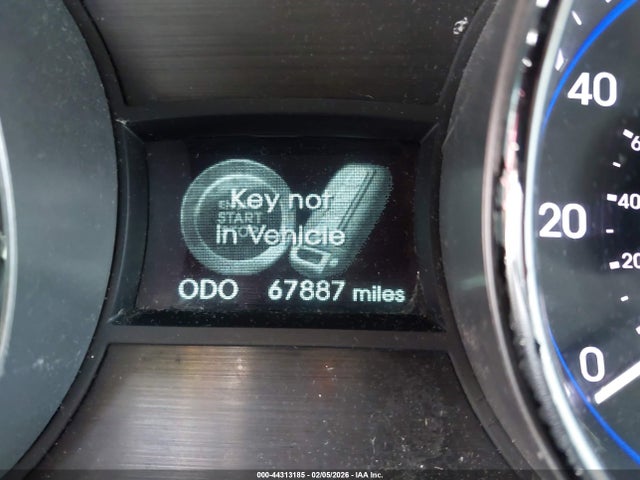 Key not
in Vehicle
START
ODO 67887 miles
40
20
0
40
20
000-44313185 - 02/05/2026 - IAA Inc.